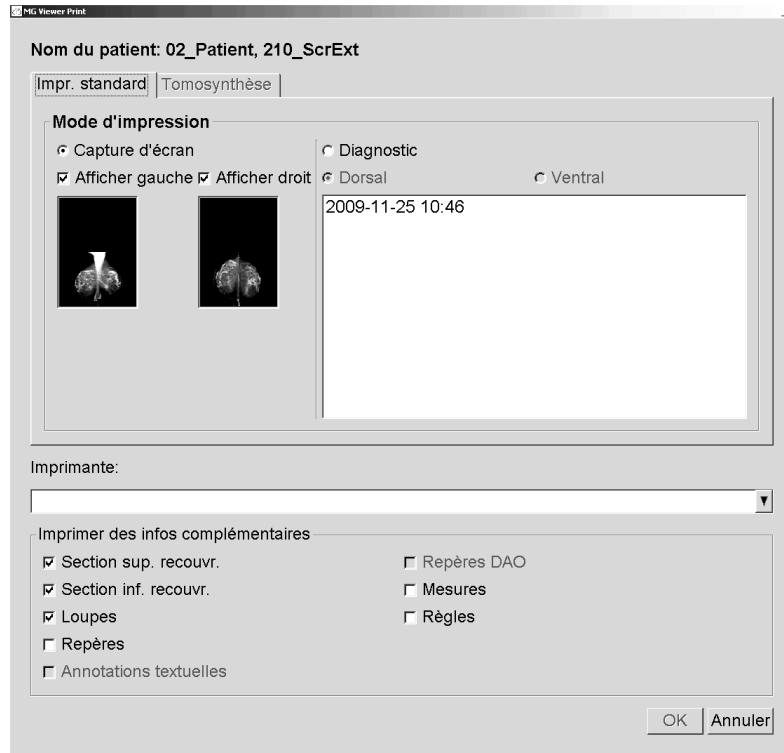 MG Viewer Print
Nom du patient: 02_Patient, 210_ScrExt
Impr. standard Tomosynthèse
Mode d'impression
Capture d'écran Diagnostic
Afficher gauche Afficher droit Dorsal Ventral
2009-11-25 10:46
Imprimante:
Imprimer des infos complémentaires
Section sup. recouvr. Repères DAO
Section inf. recouvr. Mesures
Loupes Règles
Repères
Annotations textuelles
OK Annuler